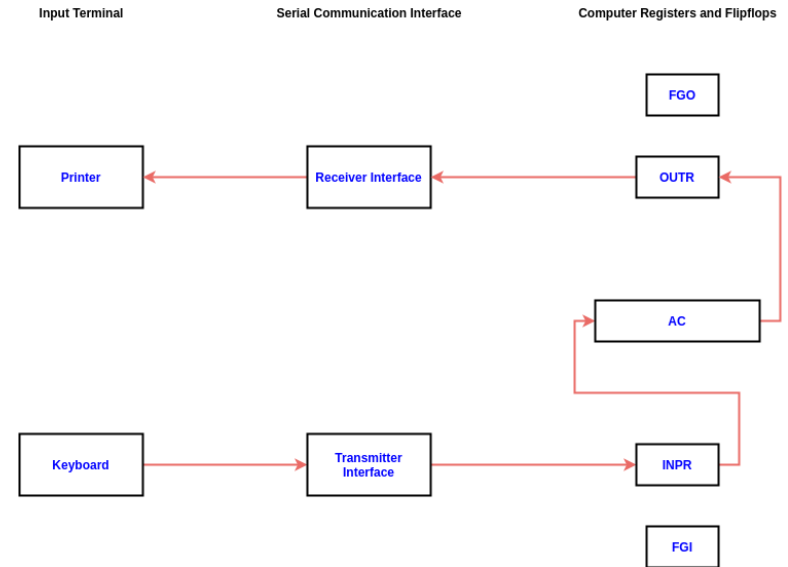 Input Terminal
Serial Communication Interface
Computer Registers and Flipflops
FGO
Printer
Receiver Interface
OUTR
AC
Keyboard
Transmitter
Interface
INPR
FGI